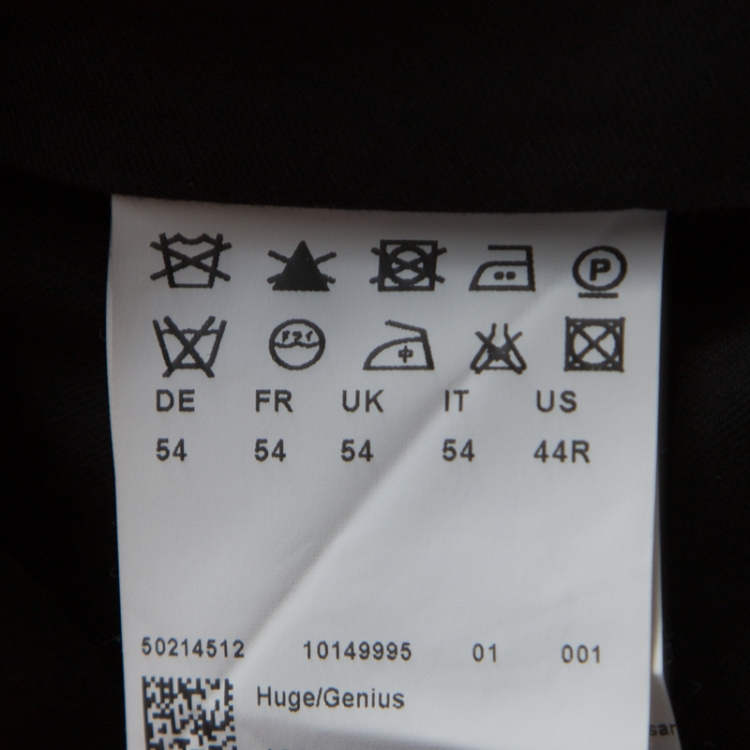 P
DE FR UK IT US
54 54 54 54 44R
50214512 10149995 01 001
Huge/Genius